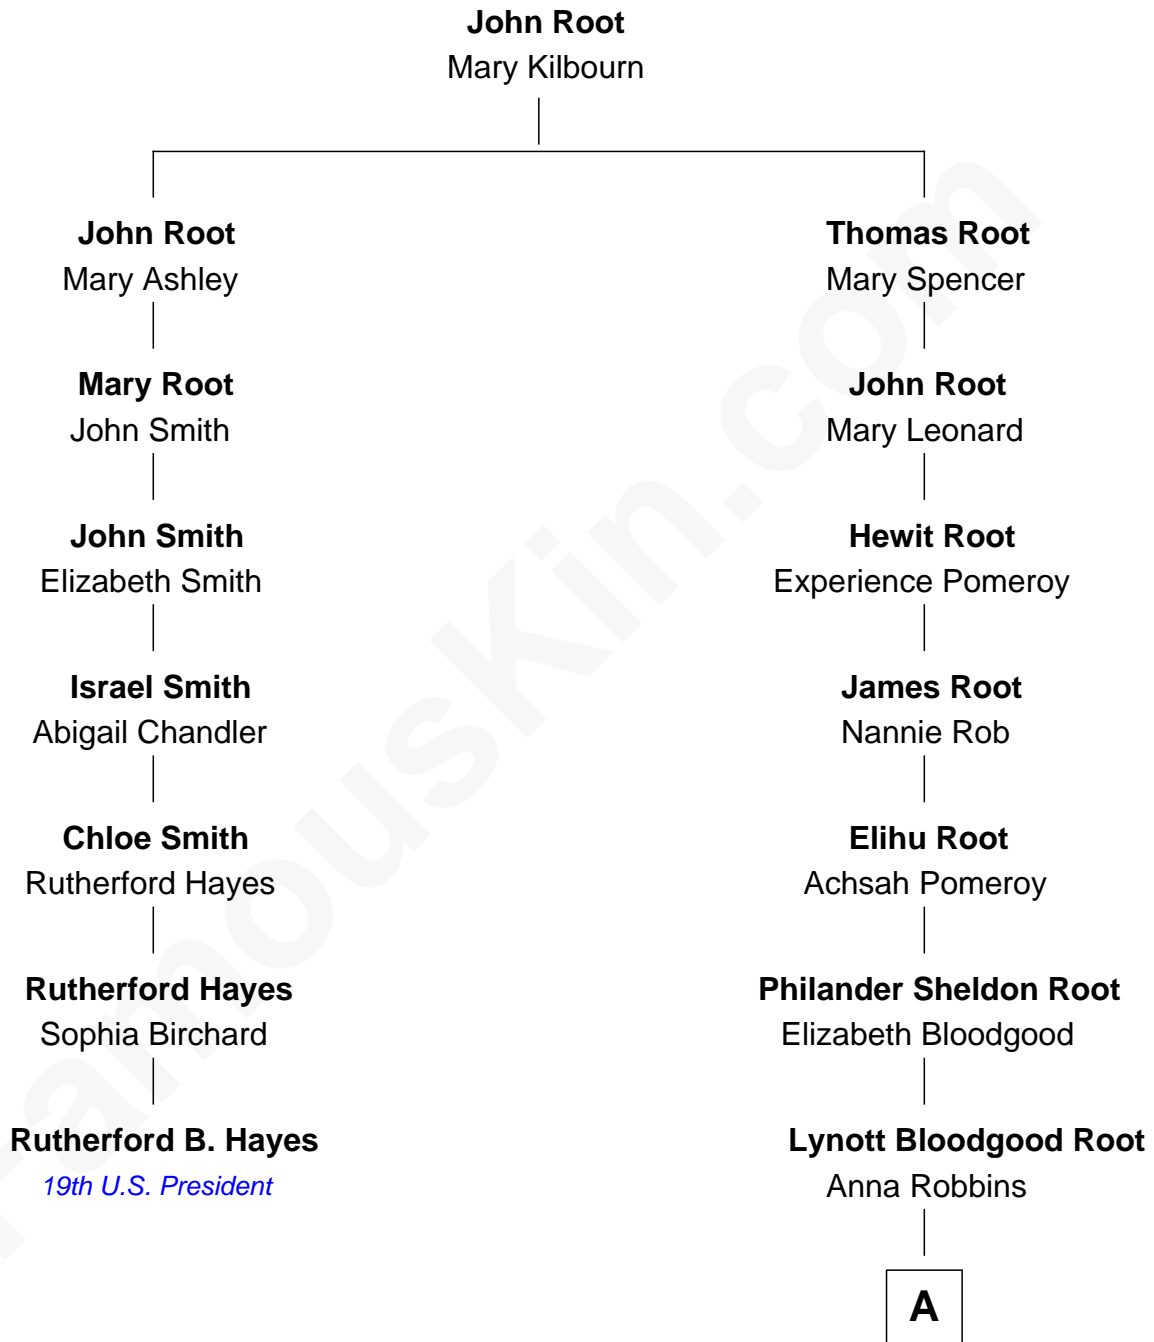 John Root
Mary Kilbourn
John Root
Mary Ashley
Mary Root
John Smith
John Smith
Elizabeth Smith
Israel Smith
Abigail Chandler
Chloe Smith
Rutherford Hayes
Rutherford Hayes
Sophia Birchard
Rutherford B. Hayes
19th U.S. President
Thomas Root
Mary Spencer
John Root
Mary Leonard
Hewit Root
Experience Pomeroy
James Root
Nannie Rob
Elihu Root
Achsah Pomeroy
Philander Sheldon Root
Elizabeth Bloodgood
Lynott Bloodgood Root
Anna Robbins
A
FamousKin.com